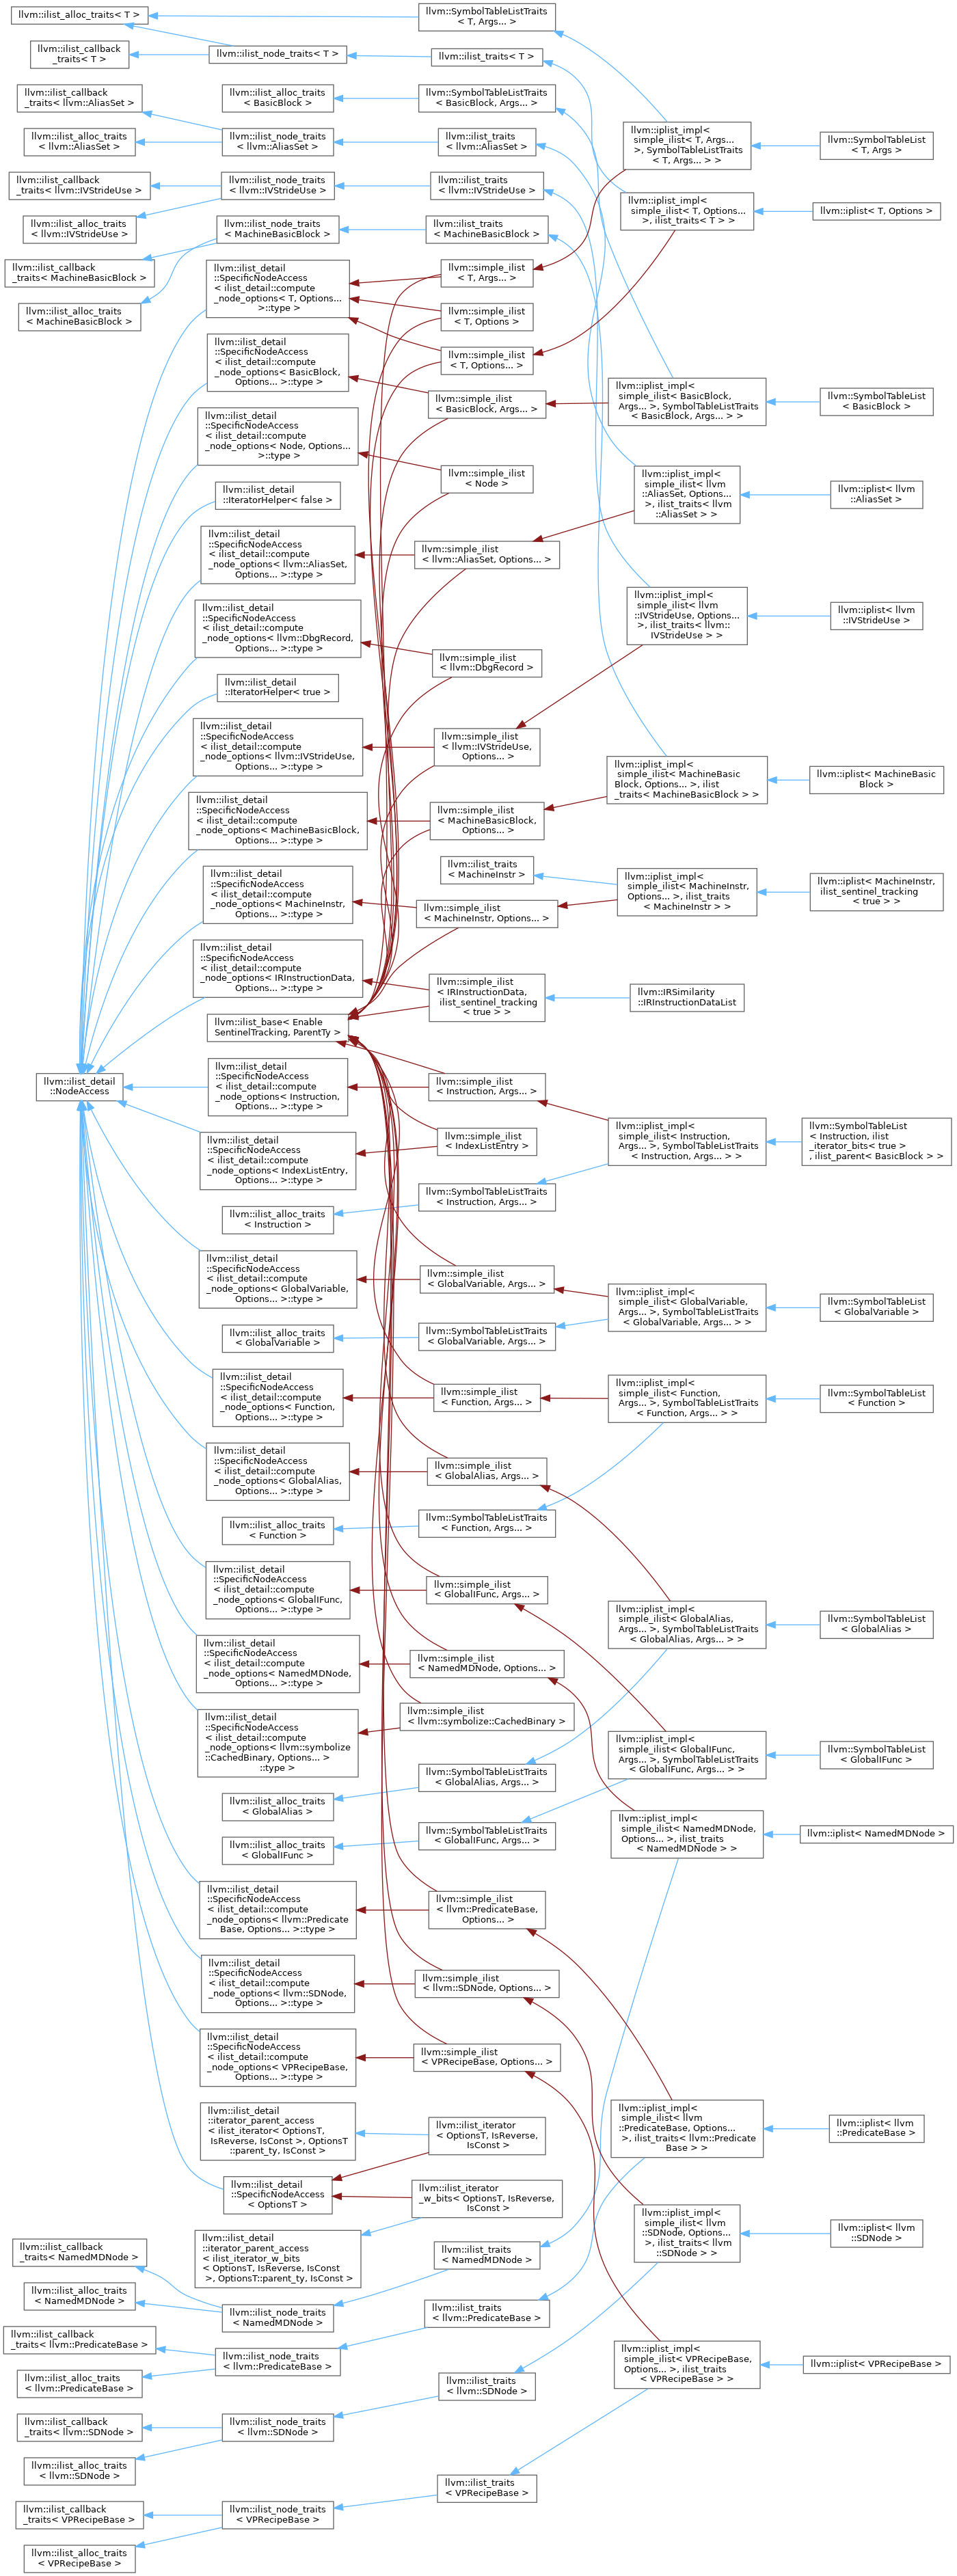 llvm::ilist_alloc_traits< T >
llvm::ilist_callback
_traits< T >
llvm::ilist_callback
_traits< llvm::AliasSet >
llvm::ilist_alloc_traits
< llvm::AliasSet >
llvm::ilist_callback
_traits< llvm::IVStrideUse >
llvm::ilist_alloc_traits
< llvm::IVStrideUse >
llvm::ilist_callback
_traits< MachineBasicBlock >
llvm::ilist_alloc_traits
< MachineBasicBlock >
llvm::ilist_detail
::NodeAccess
llvm::ilist_callback
_traits< NamedMDNode >
llvm::ilist_alloc_traits
< NamedMDNode >
llvm::ilist_callback
_traits< llvm::PredicateBase >
llvm::ilist_alloc_traits
< llvm::PredicateBase >
llvm::ilist_callback
_traits< llvm::SDNode >
llvm::ilist_alloc_traits
< llvm::SDNode >
llvm::ilist_callback
_traits< VPRecipeBase >
llvm::ilist_alloc_traits
< VPRecipeBase >
llvm::ilist_node_traits< T >
llvm::ilist_alloc_traits
< BasicBlock >
llvm::ilist_node_traits
< llvm::AliasSet >
llvm::ilist_node_traits
< llvm::IVStrideUse >
llvm::ilist_node_traits
< MachineBasicBlock >
llvm::ilist_detail
::SpecificNodeAccess
< ilist_detail::compute
_node_options< T, Options...
>::type >
llvm::ilist_detail
::SpecificNodeAccess
< ilist_detail::compute
_node_options< BasicBlock,
Options... >::type >
llvm::ilist_detail
::SpecificNodeAccess
< ilist_detail::compute
_node_options< Node, Options...
>::type >
llvm::ilist_detail
::IteratorHelper< false >
llvm::ilist_detail
::SpecificNodeAccess
< ilist_detail::compute
_node_options< llvm::AliasSet,
Options... >::type >
llvm::ilist_detail
::SpecificNodeAccess
< ilist_detail::compute
_node_options< llvm::DbgRecord,
Options... >::type >
llvm::ilist_detail
::IteratorHelper< true >
llvm::ilist_detail
::SpecificNodeAccess
< ilist_detail::compute
_node_options< llvm::IVStrideUse,
Options... >::type >
llvm::ilist_detail
::SpecificNodeAccess
< ilist_detail::compute
_node_options< MachineBasicBlock,
Options... >::type >
llvm::ilist_detail
::SpecificNodeAccess
< ilist_detail::compute
_node_options< MachineInstr,
Options... >::type >
llvm::ilist_detail
::SpecificNodeAccess
< ilist_detail::compute
_node_options< IRInstructionData,
Options... >::type >
llvm::ilist_base< Enable
SentinelTracking, ParentTy >
llvm::ilist_detail
::SpecificNodeAccess
< ilist_detail::compute
_node_options< Instruction,
Options... >::type >
llvm::ilist_detail
::SpecificNodeAccess
< ilist_detail::compute
_node_options< IndexListEntry,
Options... >::type >
llvm::ilist_alloc_traits
< Instruction >
llvm::ilist_detail
::SpecificNodeAccess
< ilist_detail::compute
_node_options< GlobalVariable,
Options... >::type >
llvm::ilist_alloc_traits
< GlobalVariable >
llvm::ilist_detail
::SpecificNodeAccess
< ilist_detail::compute
_node_options< Function,
Options... >::type >
llvm::ilist_detail
::SpecificNodeAccess
< ilist_detail::compute
_node_options< GlobalAlias,
Options... >::type >
llvm::ilist_alloc_traits
< Function >
llvm::ilist_detail
::SpecificNodeAccess
< ilist_detail::compute
_node_options< GlobalIFunc,
Options... >::type >
llvm::ilist_detail
::SpecificNodeAccess
< ilist_detail::compute
_node_options< NamedMDNode,
Options... >::type >
llvm::ilist_detail
::SpecificNodeAccess
< ilist_detail::compute
_node_options< llvm::symbolize
::CachedBinary, Options... >
::type >
llvm::ilist_alloc_traits
< GlobalAlias >
llvm::ilist_alloc_traits
< GlobalIFunc >
llvm::ilist_detail
::SpecificNodeAccess
< ilist_detail::compute
_node_options< llvm::Predicate
Base, Options... >::type >
llvm::ilist_detail
::SpecificNodeAccess
< ilist_detail::compute
_node_options< llvm::SDNode,
Options... >::type >
llvm::ilist_detail
::SpecificNodeAccess
< ilist_detail::compute
_node_options< VPRecipeBase,
Options... >::type >
llvm::ilist_detail
::iterator_parent_access
< ilist_iterator< OptionsT,
IsReverse, IsConst >, OptionsT
::parent_ty, IsConst >
llvm::ilist_detail
::SpecificNodeAccess
< OptionsT >
llvm::ilist_detail
::iterator_parent_access
< ilist_iterator_w_bits
< OptionsT, IsReverse, IsConst
>, OptionsT::parent_ty, IsConst >
llvm::ilist_node_traits
< NamedMDNode >
llvm::ilist_node_traits
< llvm::PredicateBase >
llvm::ilist_node_traits
< llvm::SDNode >
llvm::ilist_node_traits
< VPRecipeBase >
llvm::SymbolTableListTraits
< T, Args... >
llvm::ilist_traits< T >
llvm::SymbolTableListTraits
< BasicBlock, Args... >
llvm::ilist_traits
< llvm::AliasSet >
llvm::ilist_traits
< llvm::IVStrideUse >
llvm::ilist_traits
< MachineBasicBlock >
llvm::simple_ilist
< T, Args... >
llvm::simple_ilist
< T, Options >
llvm::simple_ilist
< T, Options... >
llvm::simple_ilist
< BasicBlock, Args... >
llvm::simple_ilist
< Node >
llvm::simple_ilist
< llvm::AliasSet, Options... >
llvm::simple_ilist
< llvm::DbgRecord >
llvm::simple_ilist
< llvm::IVStrideUse,
Options... >
llvm::simple_ilist
< MachineBasicBlock,
Options... >
llvm::ilist_traits
< MachineInstr >
llvm::simple_ilist
< MachineInstr, Options... >
llvm::simple_ilist
< IRInstructionData,
ilist_sentinel_tracking
< true > >
llvm::simple_ilist
< Instruction, Args... >
llvm::simple_ilist
< IndexListEntry >
llvm::SymbolTableListTraits
< Instruction, Args... >
llvm::simple_ilist
< GlobalVariable, Args... >
llvm::SymbolTableListTraits
< GlobalVariable, Args... >
llvm::simple_ilist
< Function, Args... >
llvm::simple_ilist
< GlobalAlias, Args... >
llvm::SymbolTableListTraits
< Function, Args... >
llvm::simple_ilist
< GlobalIFunc, Args... >
llvm::simple_ilist
< NamedMDNode, Options... >
llvm::simple_ilist
< llvm::symbolize::CachedBinary >
llvm::SymbolTableListTraits
< GlobalAlias, Args... >
llvm::SymbolTableListTraits
< GlobalIFunc, Args... >
llvm::simple_ilist
< llvm::PredicateBase,
Options... >
llvm::simple_ilist
< llvm::SDNode, Options... >
llvm::simple_ilist
< VPRecipeBase, Options... >
llvm::ilist_iterator
< OptionsT, IsReverse,
IsConst >
llvm::ilist_iterator
_w_bits< OptionsT, IsReverse,
IsConst >
llvm::ilist_traits
< NamedMDNode >
llvm::ilist_traits
< llvm::PredicateBase >
llvm::ilist_traits
< llvm::SDNode >
llvm::ilist_traits
< VPRecipeBase >
llvm::iplist_impl<
simple_ilist< T, Args...
>, SymbolTableListTraits
< T, Args... > >
llvm::iplist_impl<
simple_ilist< T, Options...
>, ilist_traits< T > >
llvm::iplist_impl<
simple_ilist< BasicBlock,
Args... >, SymbolTableListTraits
< BasicBlock, Args... > >
llvm::iplist_impl<
simple_ilist< llvm
::AliasSet, Options...
>, ilist_traits< llvm
::AliasSet > >
llvm::iplist_impl<
simple_ilist< llvm
::IVStrideUse, Options...
>, ilist_traits< llvm::
IVStrideUse > >
llvm::iplist_impl<
simple_ilist< MachineBasic
Block, Options... >, ilist
_traits< MachineBasicBlock > >
llvm::iplist_impl<
simple_ilist< MachineInstr,
Options... >, ilist_traits
< MachineInstr > >
llvm::IRSimilarity
::IRInstructionDataList
llvm::iplist_impl<
simple_ilist< Instruction,
Args... >, SymbolTableListTraits
< Instruction, Args... > >
llvm::iplist_impl<
simple_ilist< GlobalVariable,
Args... >, SymbolTableListTraits
< GlobalVariable, Args... > >
llvm::iplist_impl<
simple_ilist< Function,
Args... >, SymbolTableListTraits
< Function, Args... > >
llvm::iplist_impl<
simple_ilist< GlobalAlias,
Args... >, SymbolTableListTraits
< GlobalAlias, Args... > >
llvm::iplist_impl<
simple_ilist< GlobalIFunc,
Args... >, SymbolTableListTraits
< GlobalIFunc, Args... > >
llvm::iplist_impl<
simple_ilist< NamedMDNode,
Options... >, ilist_traits
< NamedMDNode > >
llvm::iplist_impl<
simple_ilist< llvm
::PredicateBase, Options...
>, ilist_traits< llvm::Predicate
Base > >
llvm::iplist_impl<
simple_ilist< llvm
::SDNode, Options...
>, ilist_traits< llvm
::SDNode > >
llvm::iplist_impl<
simple_ilist< VPRecipeBase,
Options... >, ilist_traits
< VPRecipeBase > >
llvm::SymbolTableList
< T, Args >
llvm::iplist< T, Options >
llvm::SymbolTableList
< BasicBlock >
llvm::iplist< llvm
::AliasSet >
llvm::iplist< llvm
::IVStrideUse >
llvm::iplist< MachineBasic
Block >
llvm::iplist< MachineInstr,
ilist_sentinel_tracking
< true > >
llvm::SymbolTableList
< Instruction, ilist
_iterator_bits< true >
, ilist_parent< BasicBlock > >
llvm::SymbolTableList
< GlobalVariable >
llvm::SymbolTableList
< Function >
llvm::SymbolTableList
< GlobalAlias >
llvm::SymbolTableList
< GlobalIFunc >
llvm::iplist< NamedMDNode >
llvm::iplist< llvm
::PredicateBase >
llvm::iplist< llvm
::SDNode >
llvm::iplist< VPRecipeBase >